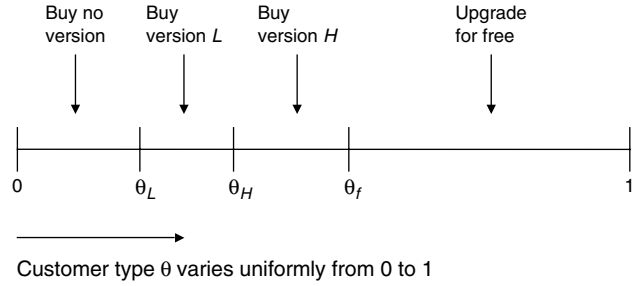 Buy no
version
Buy
version L
Buy
version H
Upgrade
for free
0
θL
θH
θf
1
Customer type θ varies uniformly from 0 to 1